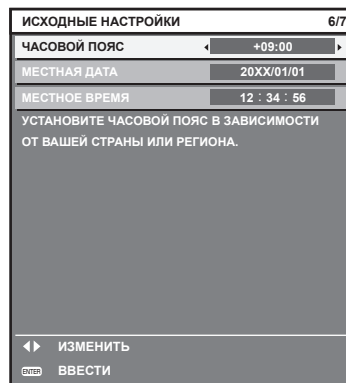 ИСХОДНЫЕ НАСТРОЙКИ 6/7
ЧАСОВОЙ ПОЯС +09:00
МЕСТНАЯ ДАТА 20XX/01/01
МЕСТНОЕ ВРЕМЯ 12 : 34 : 56
УСТАНОВИТЕ ЧАСОВОЙ ПОЯС В ЗАВИСИМОСТИ
ОТ ВАШЕЙ СТРАНЫ ИЛИ РЕГИОНА.
ИЗМЕНИТЬ
ENTER ВВЕСТИ